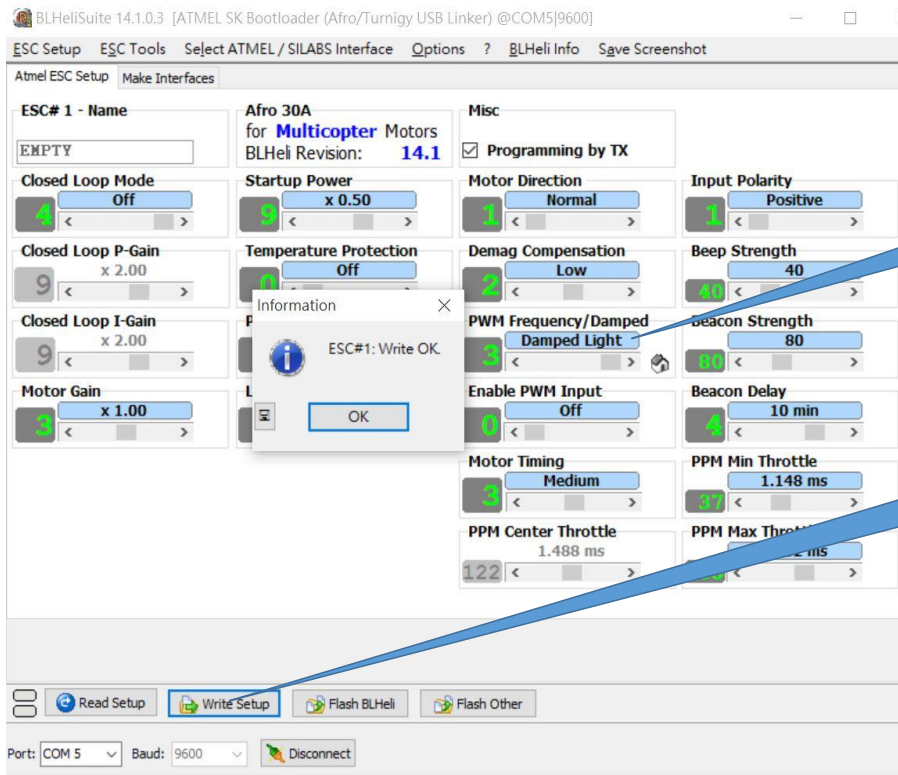 BLHeliSuite 14.1.0.3 [ATMEL SK Bootloader (Afro/Turnigy USB Linker) @COM5|9600]
ESC Setup ESC Tools Select ATMEL / SILABS Interface Options ? BLHeli Info Save Screenshot
Atmel ESC Setup Make Interfaces
ESC# 1 - Name
EMPTY
Afro 30A
for Multicopter Motors
BLHeli Revision: 14.1
Misc
Programming by TX
Closed Loop Mode
Off
4
Startup Power
x 0.50
9
Motor Direction
Normal
1
Input Polarity
Positive
1
Closed Loop P-Gain
x 2.00
9
Temperature Protection
Off
0
Demag Compensation
Low
2
Beep Strength
40
40
Closed Loop I-Gain
x 2.00
9
PWM Frequency/Damped
Damped Light
3
Beacon Strength
80
80
Motor Gain
x 1.00
3
Enable PWM Input
Off
0
Beacon Delay
10 min
4
Motor Timing
Medium
3
PPM Min Throttle
1.148 ms
37
PPM Center Throttle
1.488 ms
122
PPM Max
ms
Information
ESC#1: Write OK.
OK
Read Setup Write Setup Flash BLHeli Flash Other
Port: COM 5 Baud: 9600 Disconnect